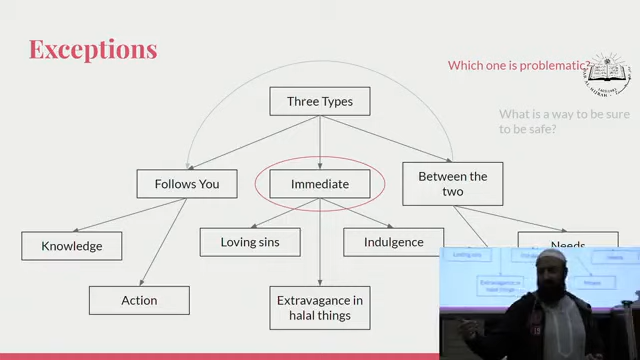 Exceptions
Which one is problematic?
What is a way to be sure
to be safe?
Three Types
Follows You
Immediate
Between the
two
Knowledge
Loving sins
Indulgence
Needs
Action
Extravagance in
halal things
Loving sins
Extravagance in
halal things